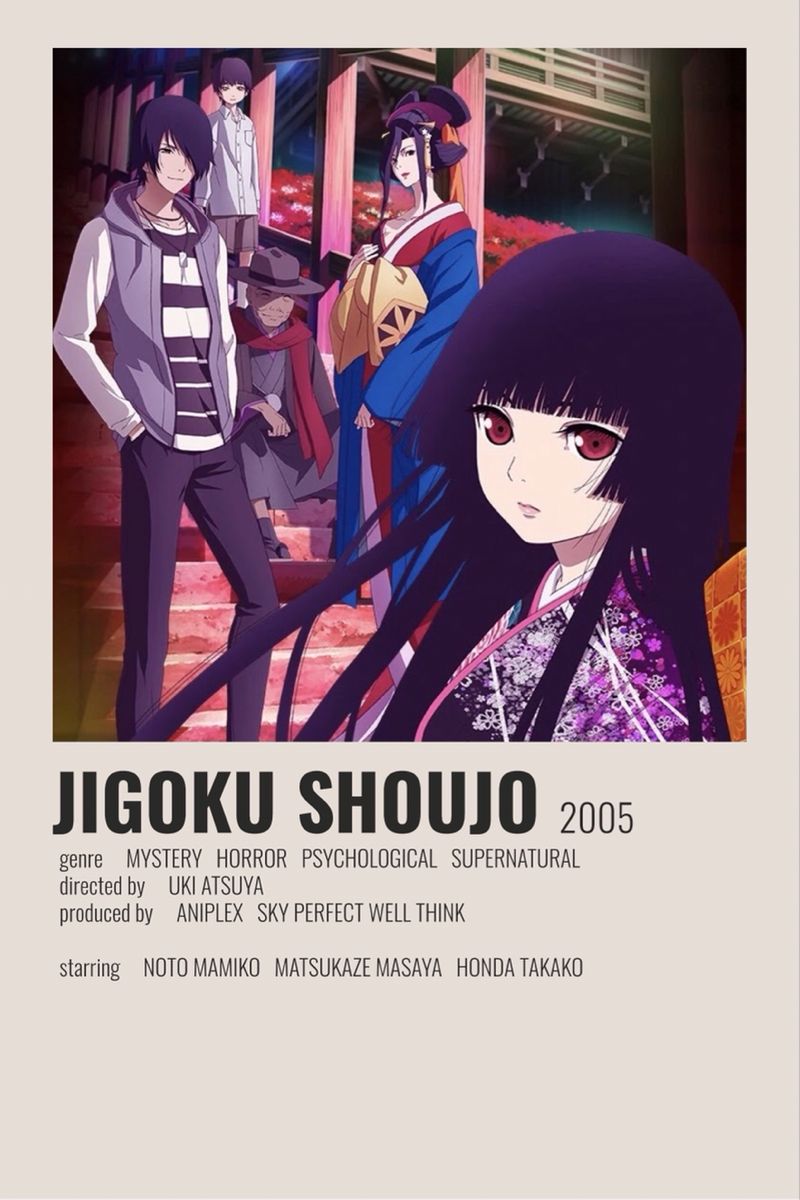 JIGOKU SHOUJO 2005
genre MYSTERY HORROR PSYCHOLOGICAL SUPERNATURAL
directed by UKI ATSUYA
produced by ANIPLEX SKY PERFECT WELL THINK
starring NOTO MAMIKO MATSUKAZE MASAYA HONDA TAKAKO